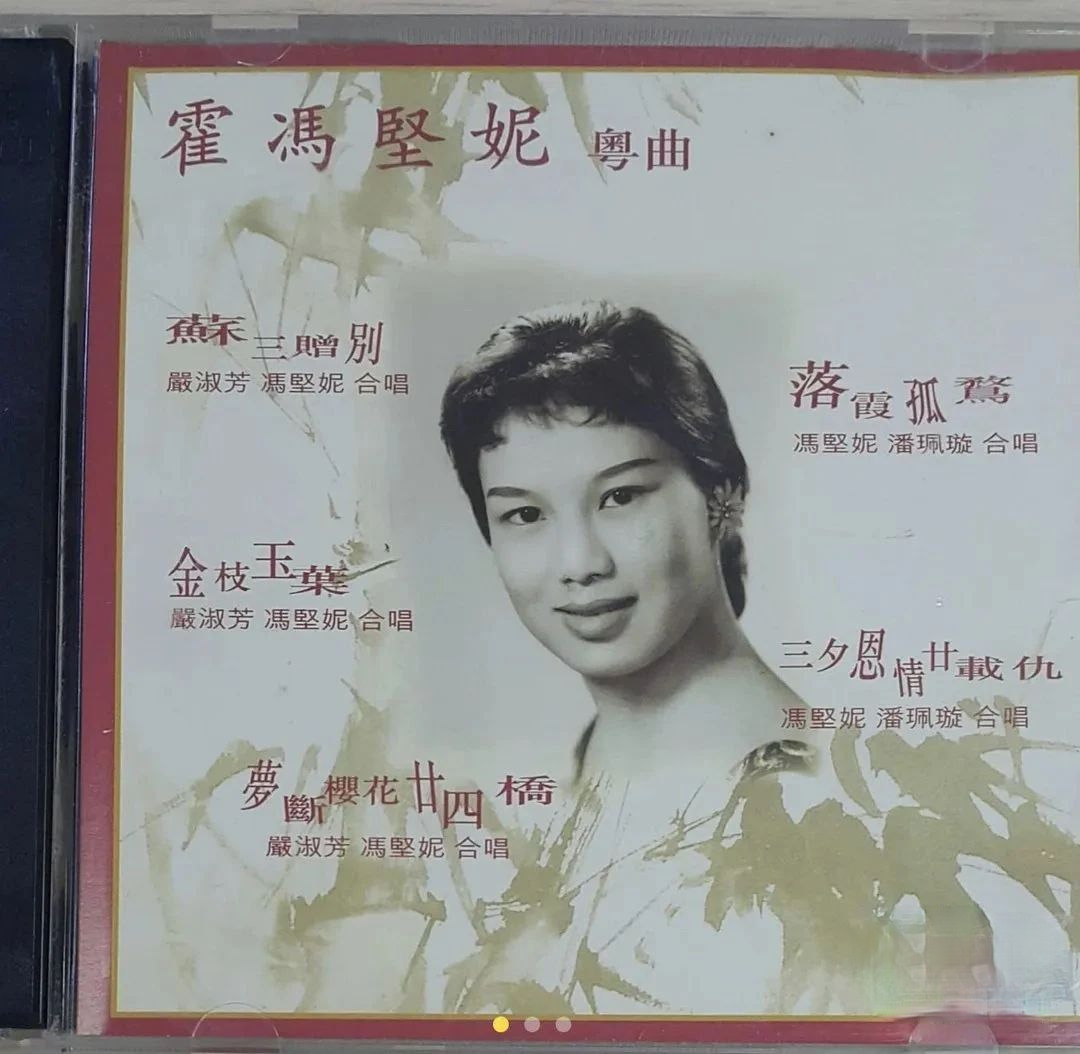 霍馮堅妮 粵曲
蘇三贈別
嚴淑芳 馮堅妮 合唱
落霞孤鶩
馮堅妮 潘珮璇 合唱
金枝玉葉
嚴淑芳 馮堅妮 合唱
三夕恩情廿載仇
馮堅妮 潘珮璇 合唱
夢斷櫻花廿四橋
嚴淑芳 馮堅妮 合唱